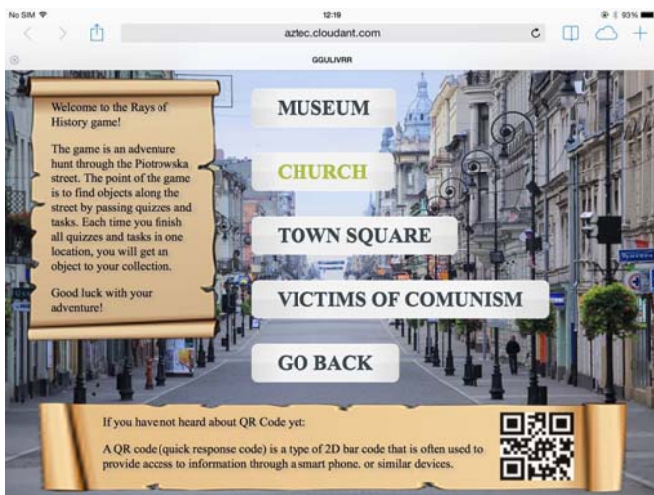 No SIM
12:19
93%
aztec.cloudant.com
GGULIVRR
Welcome to the Rays of
History game!
The game is an adventure
hunt through the Piotrowska
street. The point of the game
is to find objects along the
street by passing quizzes and
tasks. Each time you finish
all quizzes and tasks in one
location, you will get an
object to your collection.
Good luck with your
adventure!
MUSEUM
CHURCH
TOWN SQUARE
VICTIMS OF COMUNISM
GO BACK
If you havenot heard about QR Code yet:
A QR code(quick response code) is a type of 2D bar code that is often used to
provide access to information through a smart phone. or similar devices.